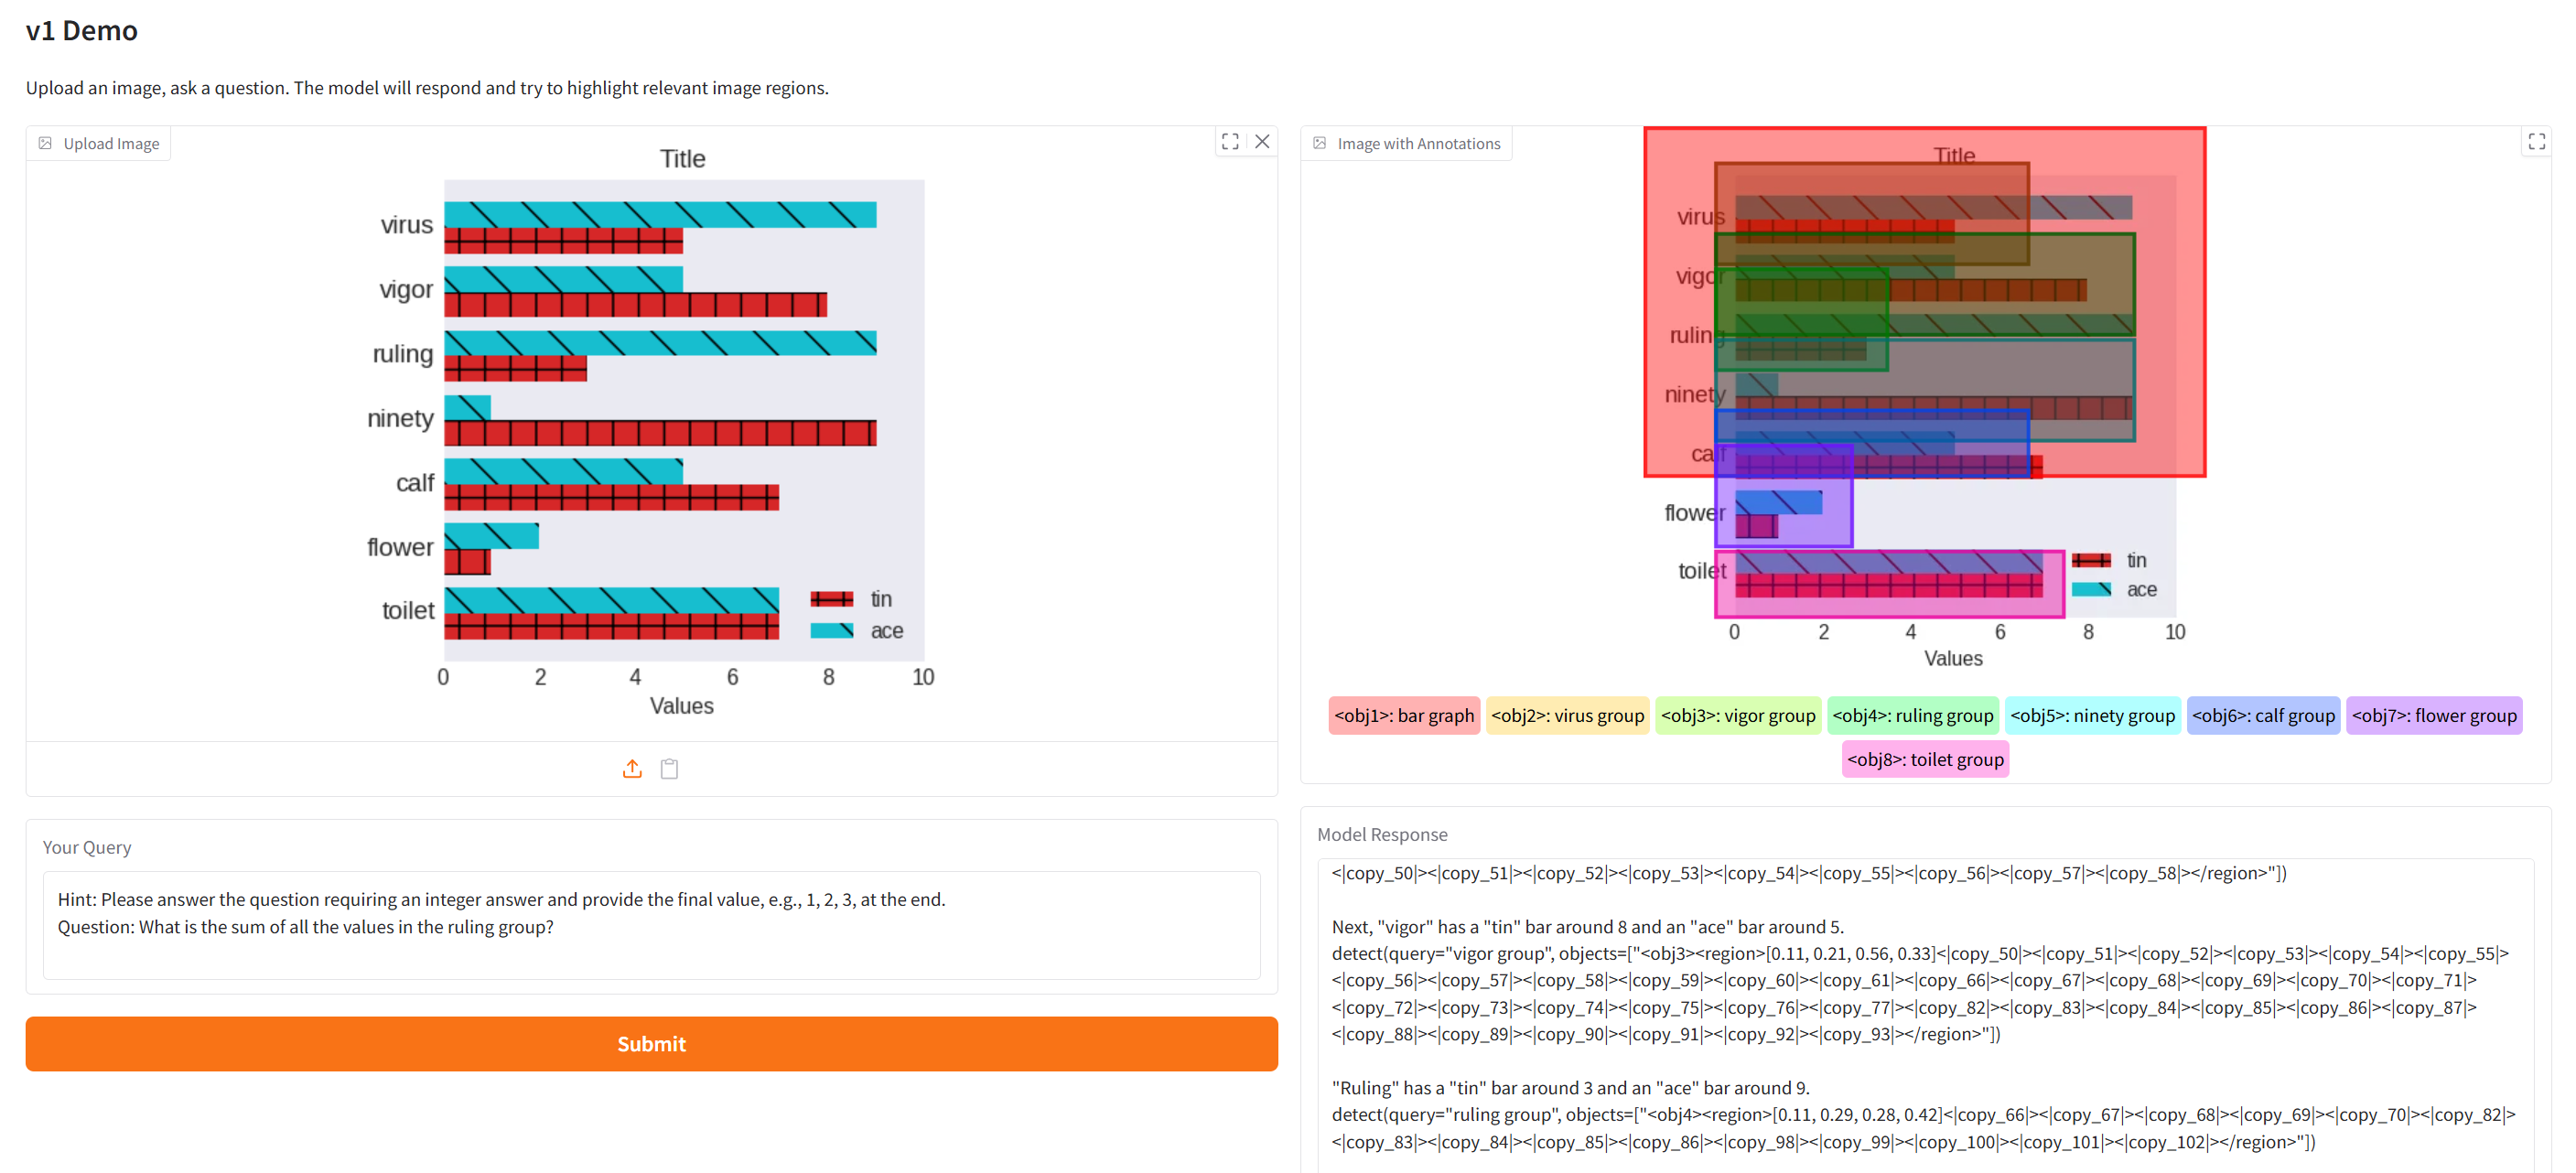 v1 Demo
Upload an image, ask a question. The model will respond and try to highlight relevant image regions.
Upload Image
Title
virus
vigor
ruling
ninety
calf
flower
toilet
tin
ace
0 2 4 6 8 10
Values
Your Query
Hint: Please answer the question requiring an integer answer and provide the final value, e.g., 1, 2, 3, at the end.
Question: What is the sum of all the values in the ruling group?
Submit
Image with Annotations
Title
virus
vigor
ruling
ninety
calf
flower
toilet
tin
ace
0 2 4 6 8 10
Values
<obj1>: bar graph <obj2>: virus group <obj3>: vigor group <obj4>: ruling group <obj5>: ninety group <obj6>: calf group <obj7>: flower group
<obj8>: toilet group
Model Response
<|copy_50|><|copy_51|><|copy_52|><|copy_53|><|copy_54|><|copy_55|><|copy_56|><|copy_57|><|copy_58|></region>"])
Next, "vigor" has a "tin" bar around 8 and an "ace" bar around 5.
detect(query="vigor group", objects=["<obj3><region>[0.11, 0.21, 0.56, 0.33]<|copy_50|><|copy_51|><|copy_52|><|copy_53|><|copy_54|><|copy_55|>
<|copy_56|><|copy_57|><|copy_58|><|copy_59|><|copy_60|><|copy_61|><|copy_66|><|copy_67|><|copy_68|><|copy_69|><|copy_70|><|copy_71|>
<|copy_72|><|copy_73|><|copy_74|><|copy_75|><|copy_76|><|copy_77|><|copy_82|><|copy_83|><|copy_84|><|copy_85|><|copy_86|><|copy_87|>
<|copy_88|><|copy_89|><|copy_90|><|copy_91|><|copy_92|><|copy_93|></region>"])
"Ruling" has a "tin" bar around 3 and an "ace" bar around 9.
detect(query="ruling group", objects=["<obj4><region>[0.11, 0.29, 0.28, 0.42]<|copy_66|><|copy_67|><|copy_68|><|copy_69|><|copy_70|><|copy_82|>
<|copy_83|><|copy_84|><|copy_85|><|copy_86|><|copy_98|><|copy_99|><|copy_100|><|copy_101|><|copy_102|></region>"])